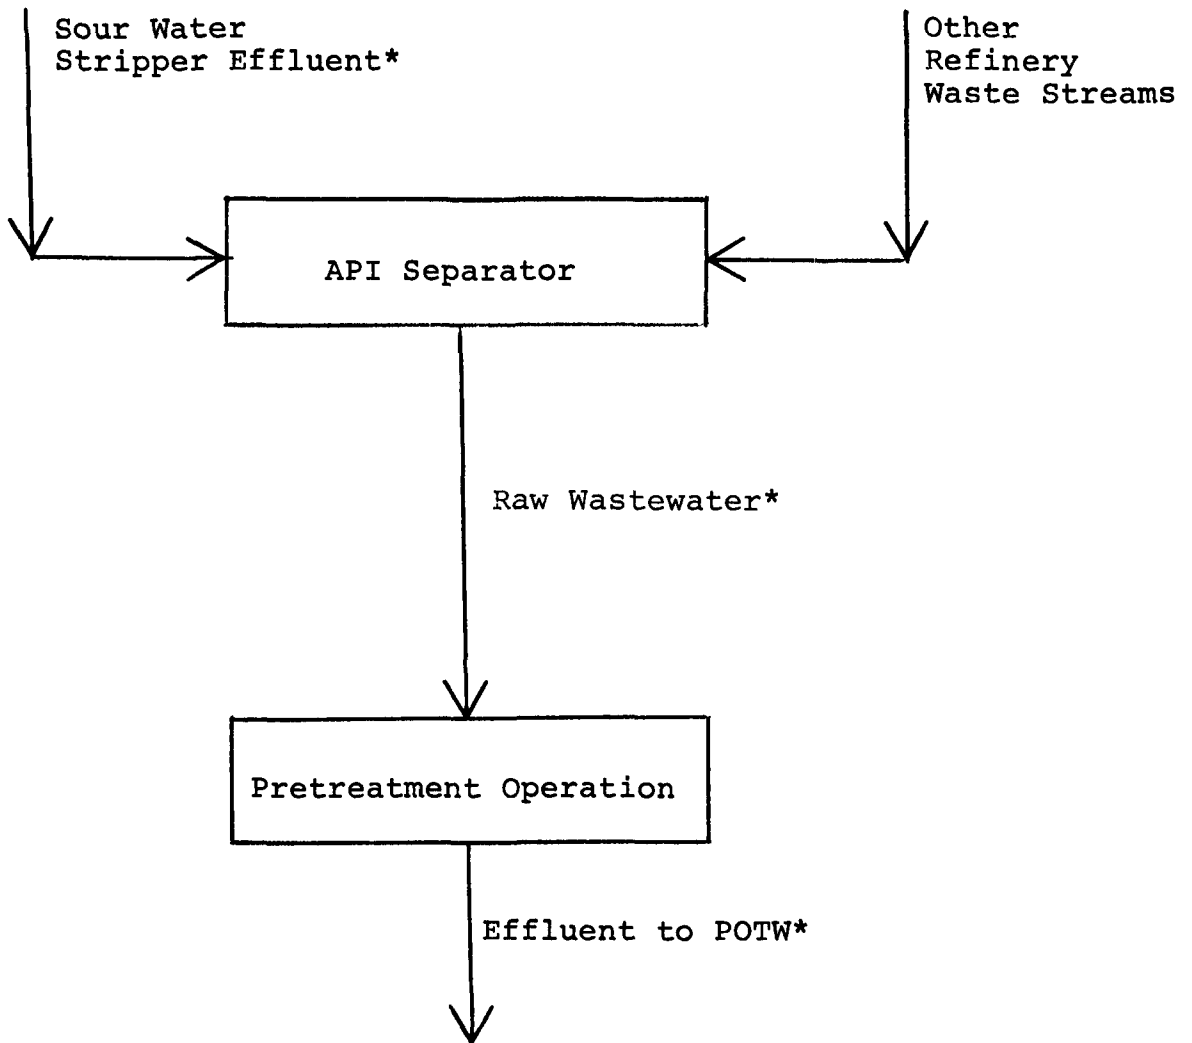 Sour Water
Stripper Effluent*
Other
Refinery
Waste Streams
API Separator
Raw Wastewater*
Pretreatment Operation
Effluent to POTW*